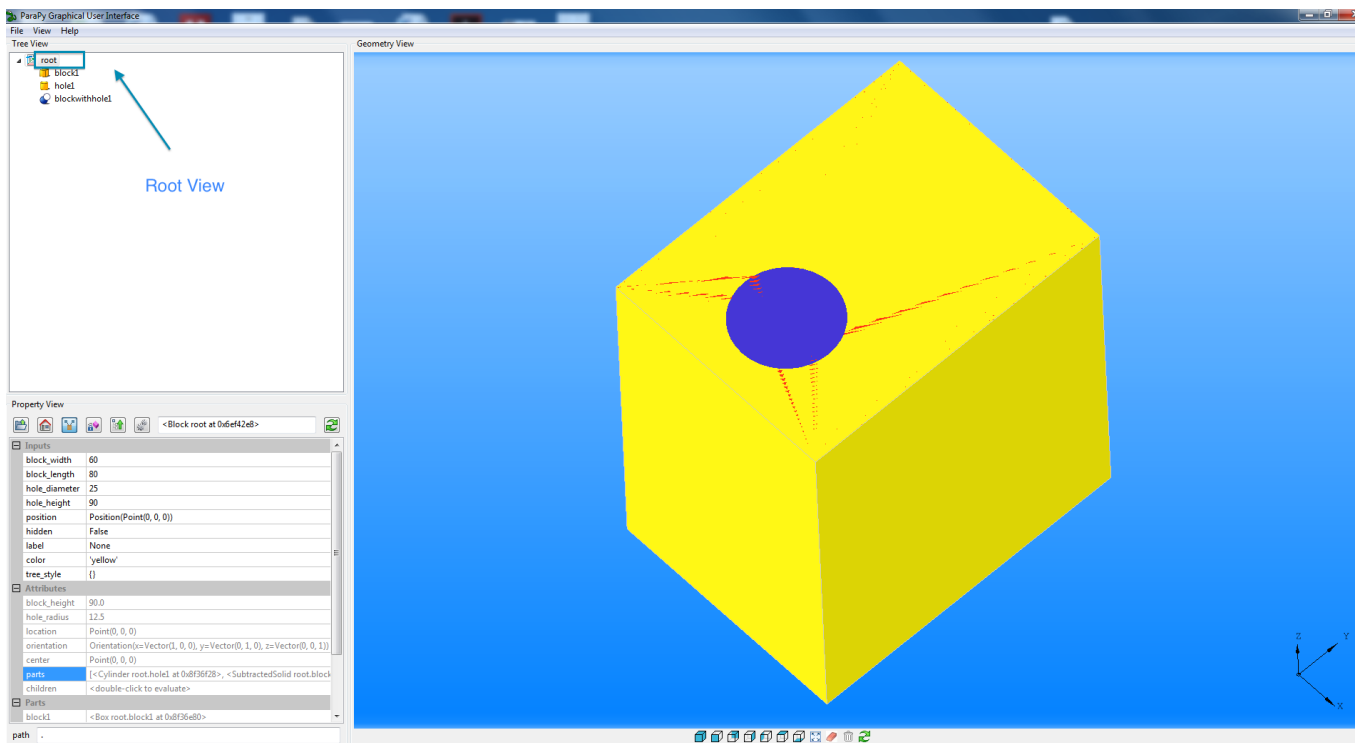 ParaPy Graphical User Interface
File View Help
Tree View
root
block1
hole1
blockwithhole1
Root View
Geometry View
Z
Y
X
Property View
<Block root at 0x6ef42e8>
Inputs
block_width 60
block_length 80
hole_diameter 25
hole_height 90
position Position(Point(0, 0, 0))
hidden False
label None
color 'yellow'
tree_style {}
Attributes
block_height 90.0
hole_radius 12.5
location Point(0, 0, 0)
orientation Orientation(x=Vector(1, 0, 0), y=Vector(0, 1, 0), z=Vector(0, 0, 1))
center Point(0, 0, 0)
parts [<Cylinder root.hole1 at 0x8f36f28>, <SubtractedSolid root.block
children <double-click to evaluate>
Parts
block1 <Box root.block1 at 0x8f36e80>
path .